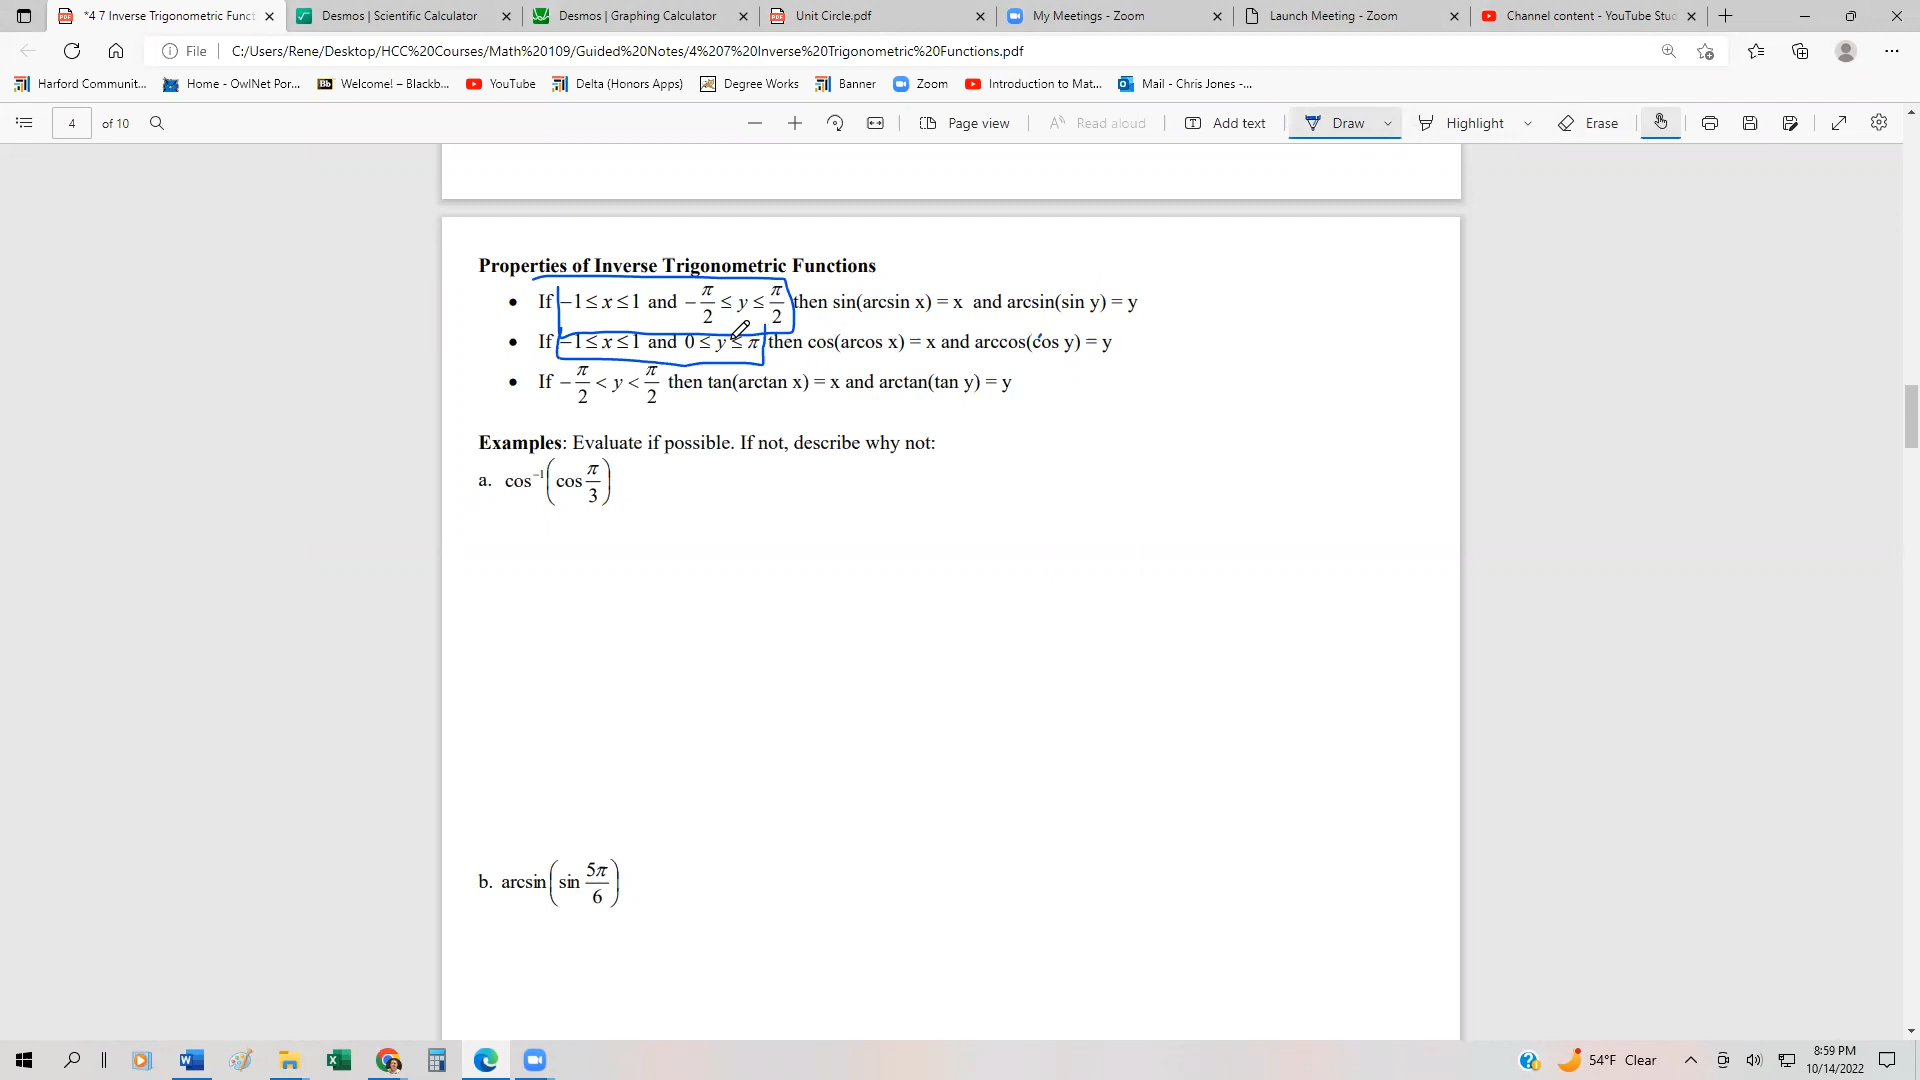 *4 7 Inverse Trigonometric Funct
Desmos | Scientific Calculator
Desmos | Graphing Calculator
Unit Circle.pdf
My Meetings - Zoom
Launch Meeting - Zoom
Channel content - YouTube Stud
File
C:/Users/Rene/Desktop/HCC%20Courses/Math%20109/Guided%20Notes/4%207%20Inverse%20Trigonometric%20Functions.pdf
Harford Communit...
Home - OwlNet Por...
Bb Welcome! – Blackb...
YouTube
Delta (Honors Apps)
Degree Works
Banner
Zoom
Introduction to Mat...
Mail - Chris Jones -...
4 of 10
Page view
Read aloud
Add text
Draw
Highlight
Erase
Properties of Inverse Trigonometric Functions
• If −1 ≤ x ≤ 1 and −π/2 ≤ y ≤ π/2 then sin(arcsin x) = x and arcsin(sin y) = y
• If −1 ≤ x ≤ 1 and 0 ≤ y ≤ π then cos(arcos x) = x and arccos(cos y) = y
• If −π/2 < y < π/2 then tan(arctan x) = x and arctan(tan y) = y
Examples: Evaluate if possible. If not, describe why not:
a. cos⁻¹(cos π/3)
b. arcsin(sin 5π/6)
54°F Clear
8:59 PM
10/14/2022